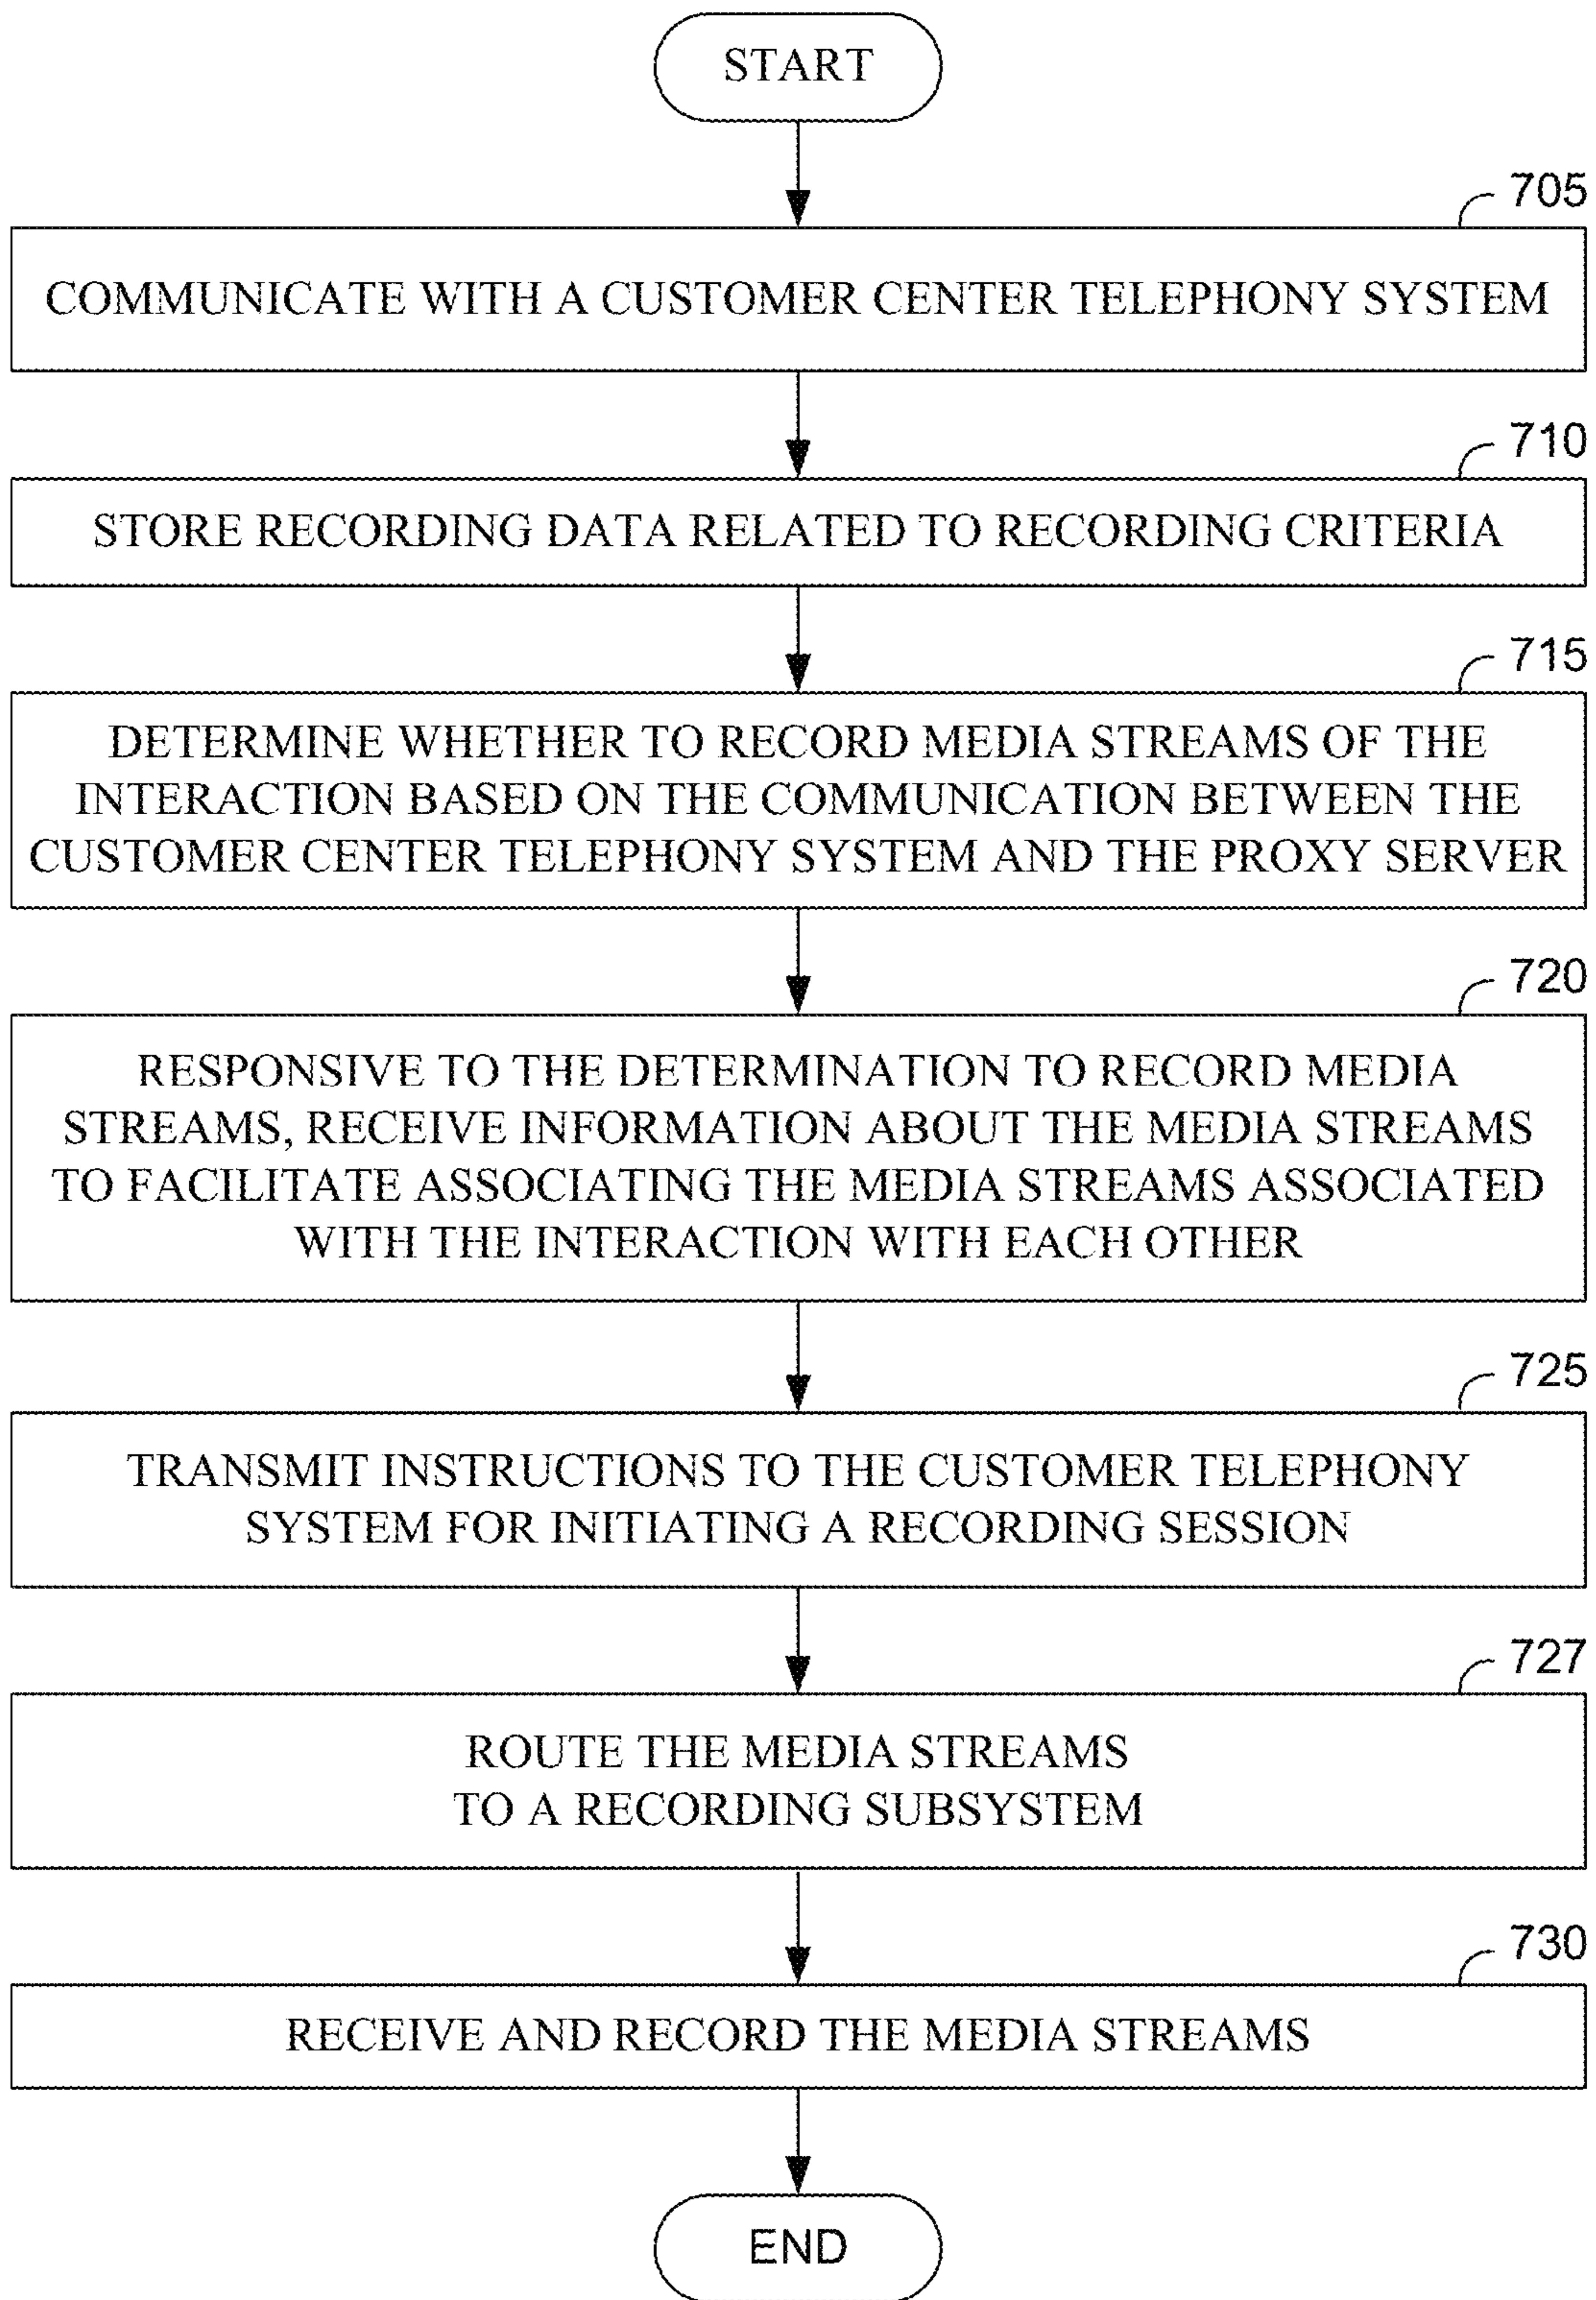 START
705
COMMUNICATE WITH A CUSTOMER CENTER TELEPHONY SYSTEM
710
STORE RECORDING DATA RELATED TO RECORDING CRITERIA
715
DETERMINE WHETHER TO RECORD MEDIA STREAMS OF THE
INTERACTION BASED ON THE COMMUNICATION BETWEEN THE
CUSTOMER CENTER TELEPHONY SYSTEM AND THE PROXY SERVER
720
RESPONSIVE TO THE DETERMINATION TO RECORD MEDIA
STREAMS, RECEIVE INFORMATION ABOUT THE MEDIA STREAMS
TO FACILITATE ASSOCIATING THE MEDIA STREAMS ASSOCIATED
WITH THE INTERACTION WITH EACH OTHER
725
TRANSMIT INSTRUCTIONS TO THE CUSTOMER TELEPHONY
SYSTEM FOR INITIATING A RECORDING SESSION
727
ROUTE THE MEDIA STREAMS
TO A RECORDING SUBSYSTEM
730
RECEIVE AND RECORD THE MEDIA STREAMS
END